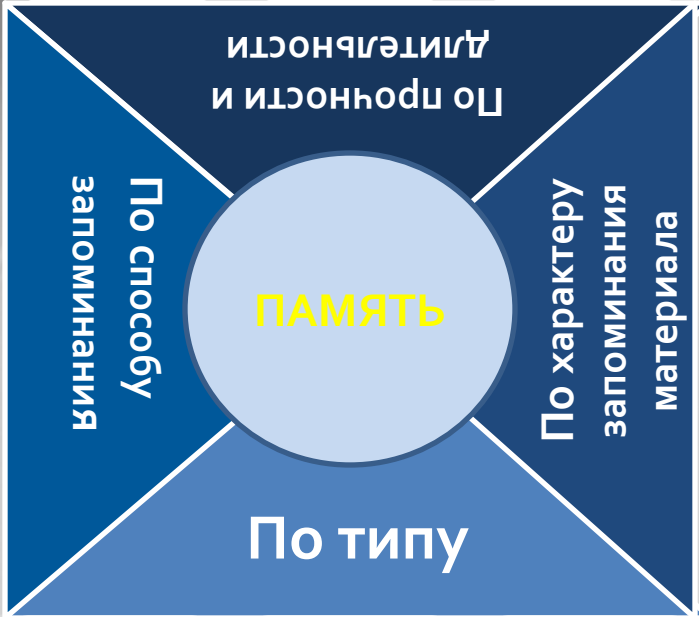 По прочности и
длительности
По способу
запоминания
ПАМЯТЬ
По характеру
запоминания
материала
По типу